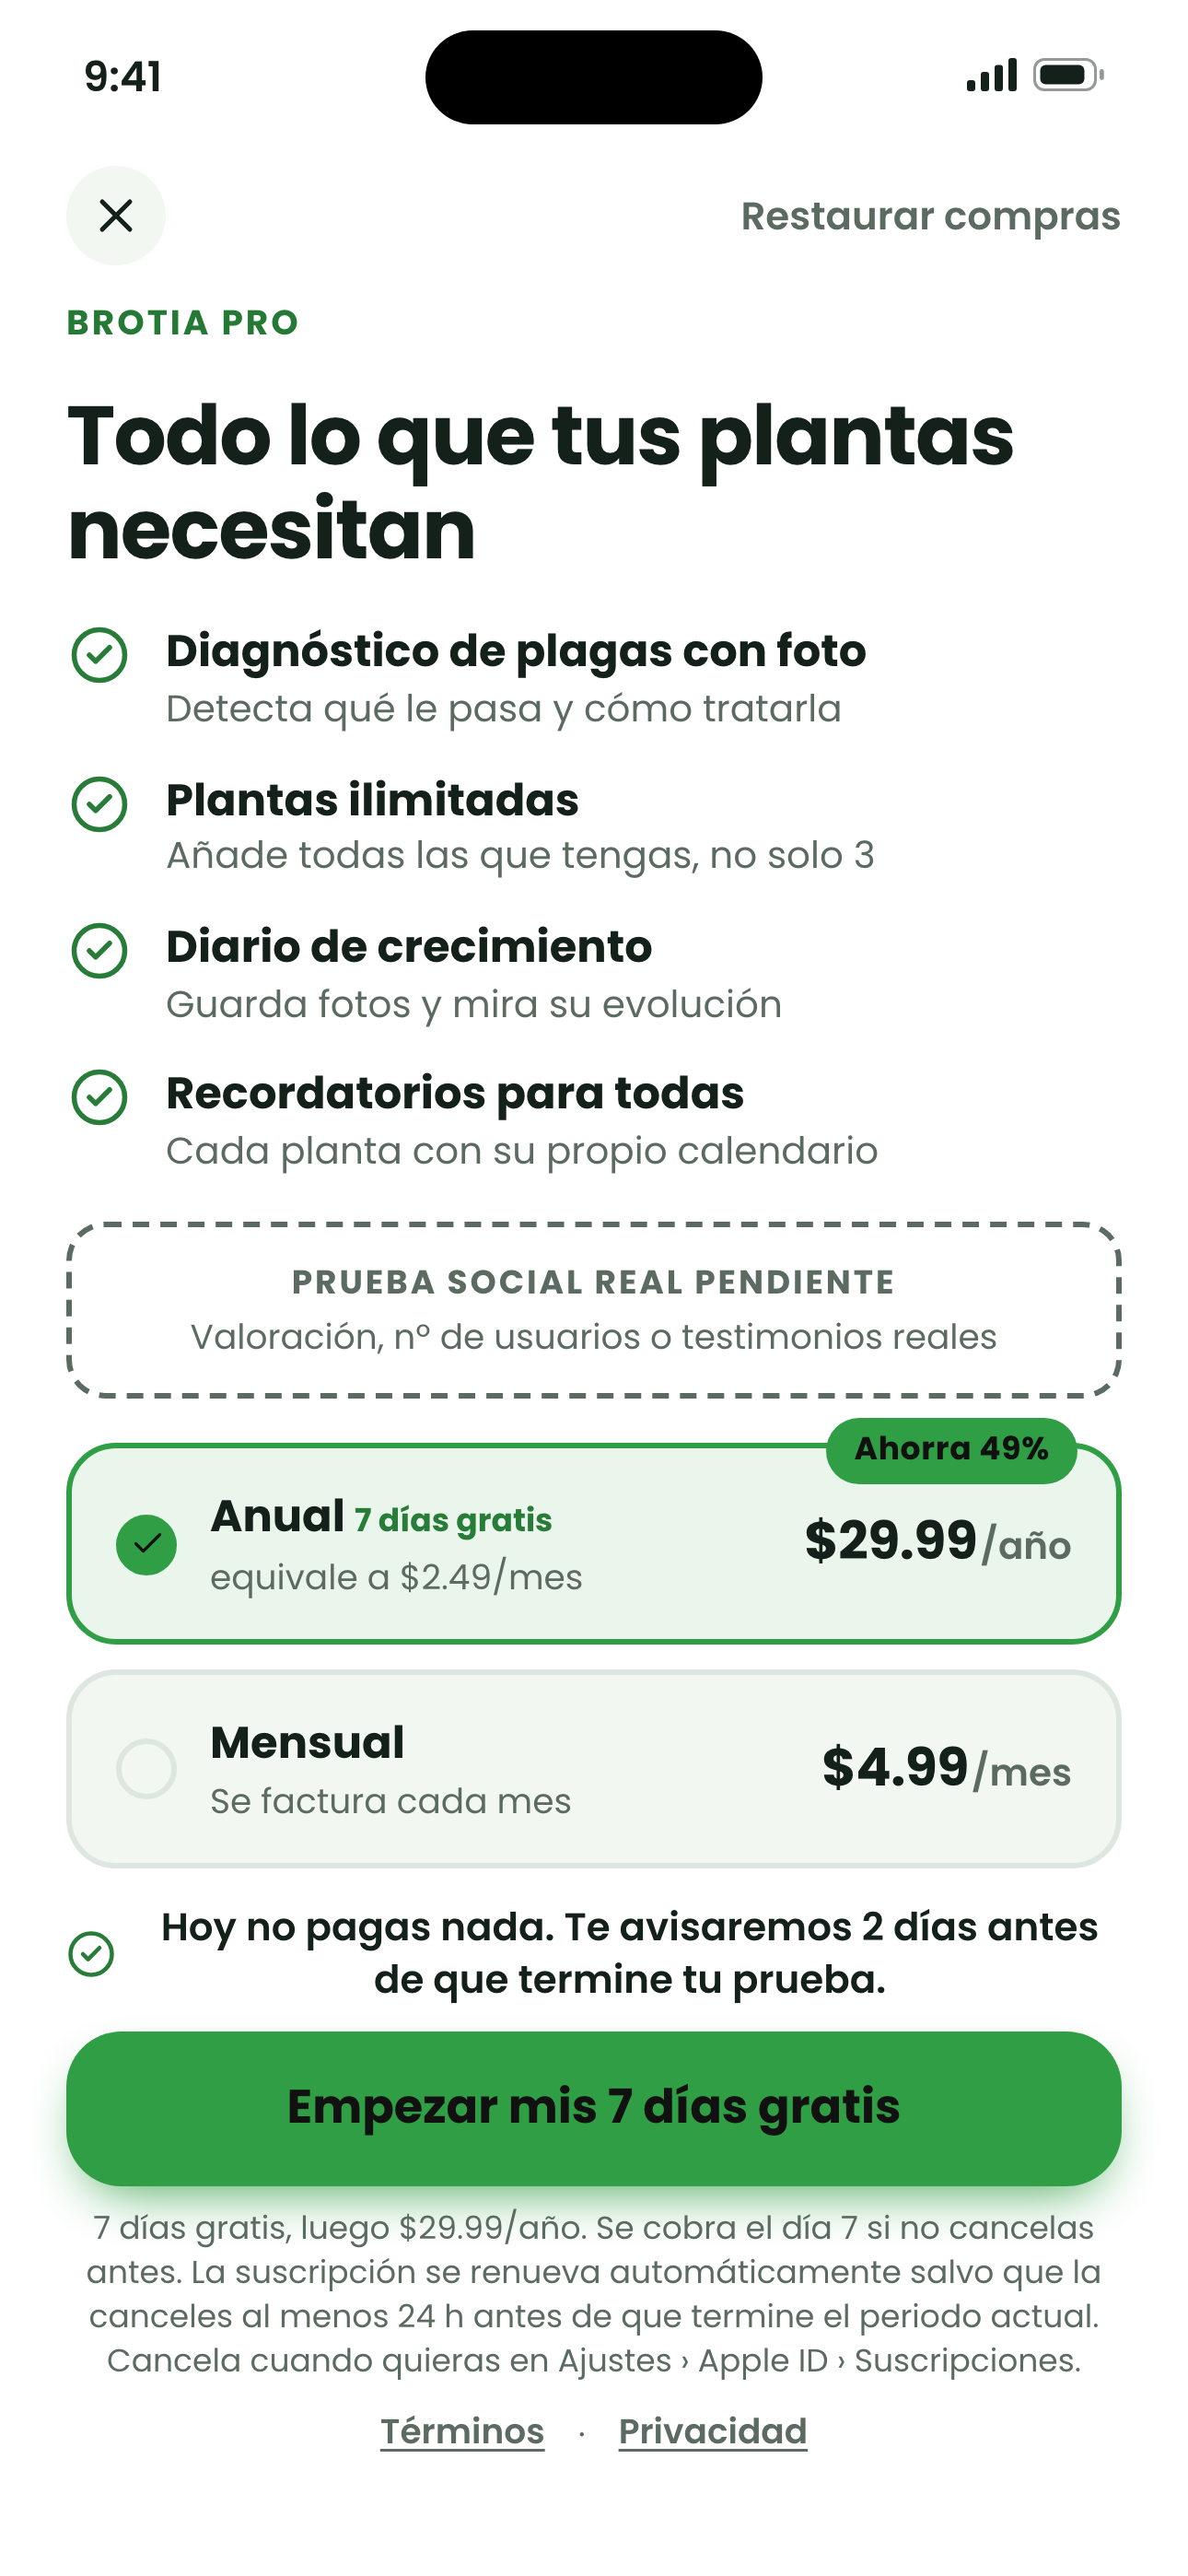 9:41
Restaurar compras
BROTIA PRO
Todo lo que tus plantas
necesitan
Diagnóstico de plagas con foto
Detecta qué le pasa y cómo tratarla
Plantas ilimitadas
Añade todas las que tengas, no solo 3
Diario de crecimiento
Guarda fotos y mira su evolución
Recordatorios para todas
Cada planta con su propio calendario
PRUEBA SOCIAL REAL PENDIENTE
Valoración, nº de usuarios o testimonios reales
Ahorra 49%
Anual 7 días gratis
$29.99/año
equivale a $2.49/mes
Mensual
$4.99/mes
Se factura cada mes
Hoy no pagas nada. Te avisaremos 2 días antes
de que termine tu prueba.
Empezar mis 7 días gratis
7 días gratis, luego $29.99/año. Se cobra el día 7 si no cancelas
antes. La suscripción se renueva automáticamente salvo que la
canceles al menos 24 h antes de que termine el periodo actual.
Cancela cuando quieras en Ajustes › Apple ID › Suscripciones.
Términos · Privacidad